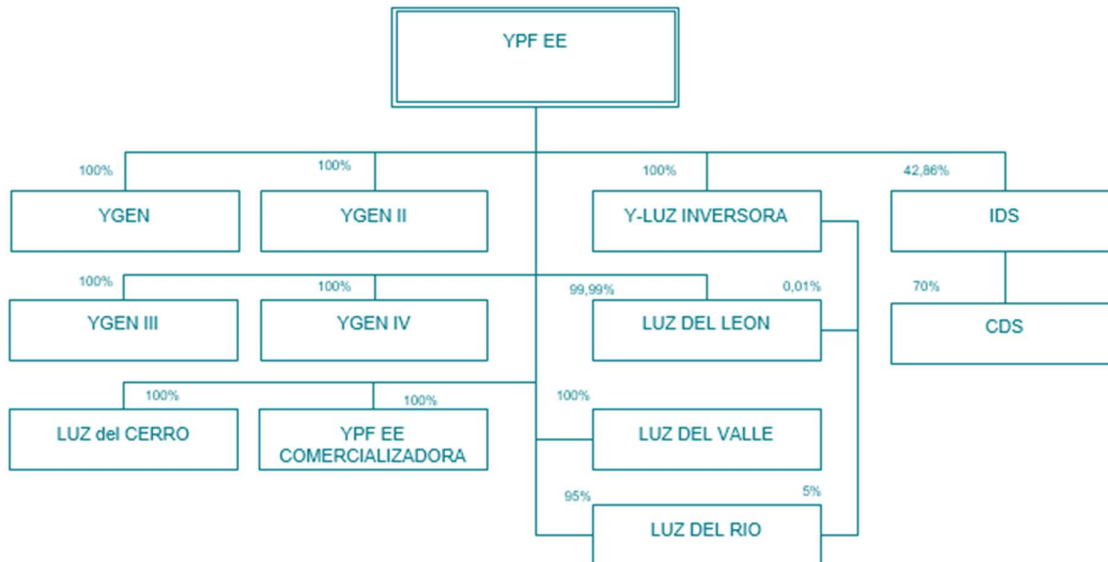 YPF EE
100%
100%
100%
42,86%
YGEN
YGEN II
Y-LUZ INVERSORA
IDS
100%
100%
99,99%
0,01%
70%
YGEN III
YGEN IV
LUZ DEL LEON
CDS
100%
100%
100%
LUZ del CERRO
YPF EE
COMERCIALIZADORA
LUZ DEL VALLE
95%
5%
LUZ DEL RIO